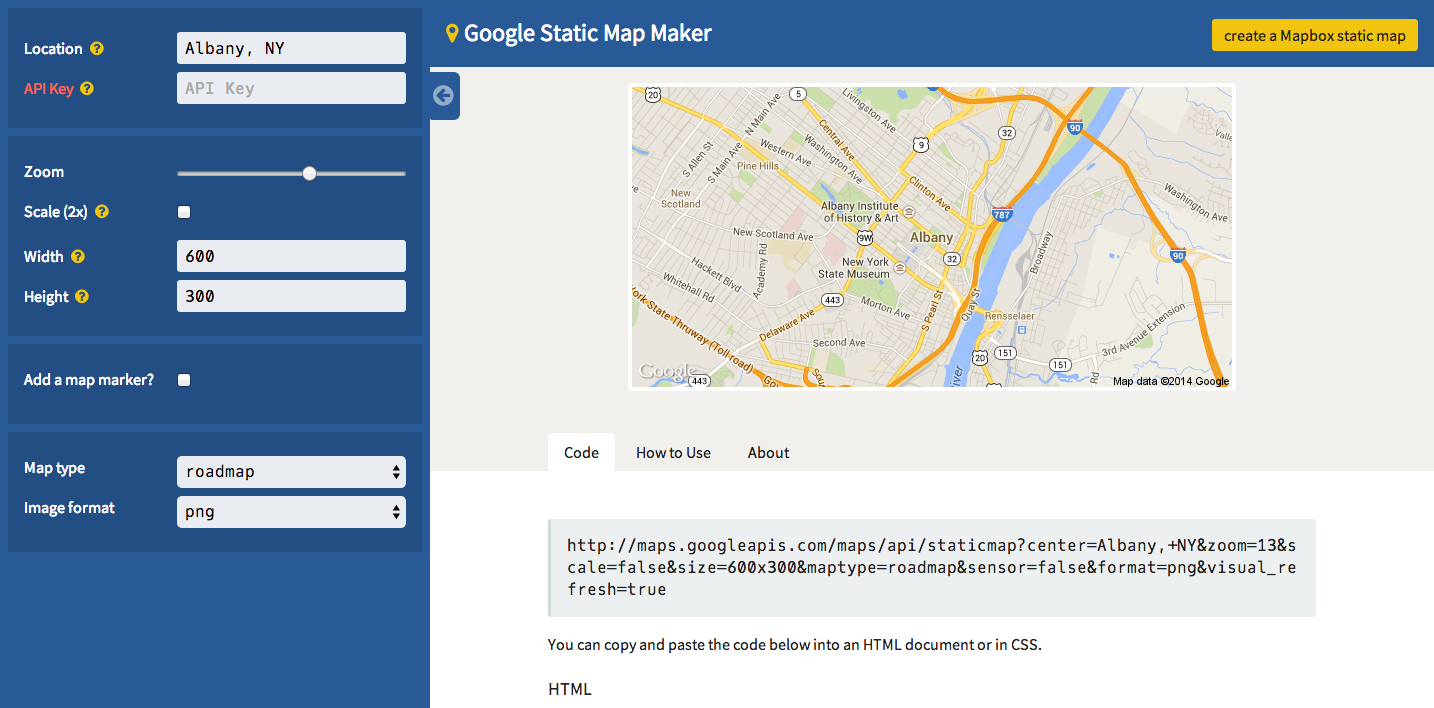 Location ?
Albany, NY
API Key ?
API Key
Zoom
Scale (2x) ?
Width ?
600
Height ?
300
Add a map marker?
Map type
roadmap
Image format
png
Google Static Map Maker
create a Mapbox static map
20
5
Livingston Ave
N Main Ave
Central Ave
32
90
9
Valle
S Allen St
S Main Ave
Western Ave
Washington Ave
Pine Hills
Clinton Ave
New
Scotland
Washington Ave
Albany Institute
of History & Art
787
New Scotland Ave
9W
Albany
Broadway
90
Academy Rd
32
New York
State Museum
Hackett Blvd
Whitehall Rd
443
Morton Ave
S Pearl St
Quay St
Rensselaer
York State Thruway (Toll road)
Delaware Ave
Second Ave
3rd Avenue Extension
20
151
151
Google
443
Sou
Go
River
Rd
Map data ©2014 Google
Code
How to Use
About
http://maps.googleapis.com/maps/api/staticmap?center=Albany,+NY&zoom=13&s
cale=false&size=600x300&maptype=roadmap&sensor=false&format=png&visual_re
fresh=true
You can copy and paste the code below into an HTML document or in CSS.
HTML